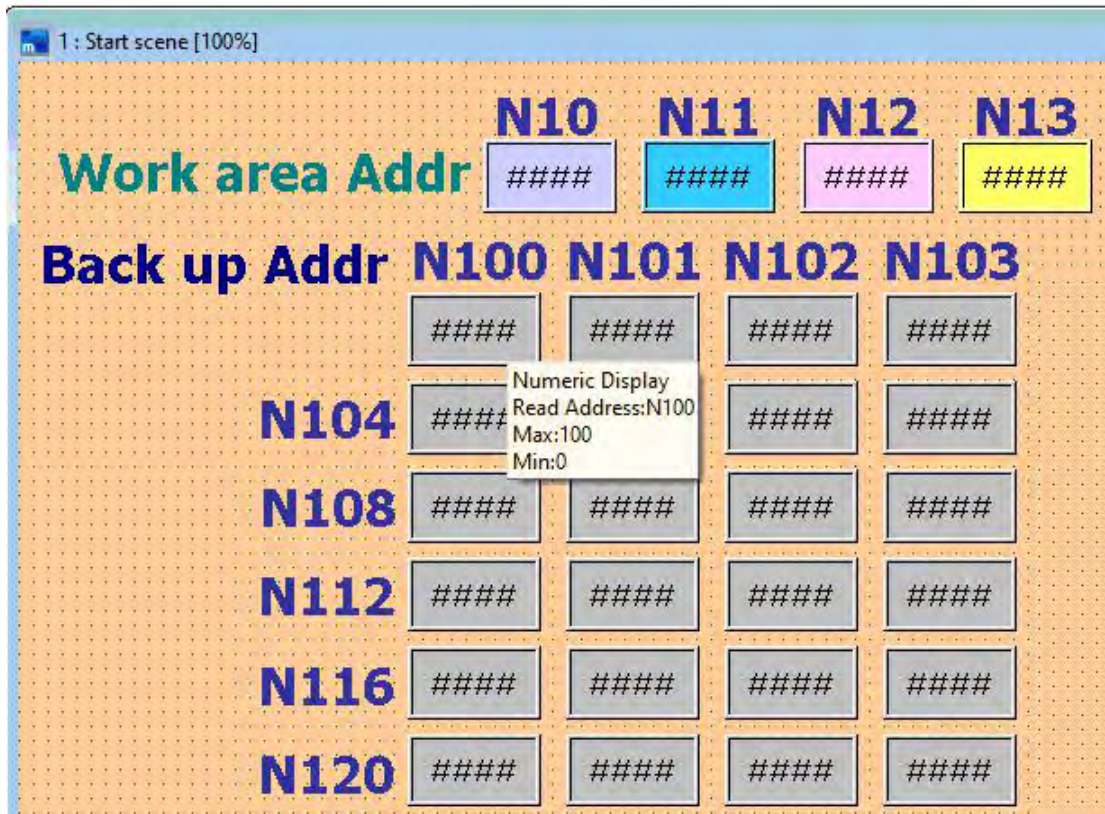 1 : Start scene [100%]
N10 N11 N12 N13
Work area Addr #### #### #### ####
Back up Addr N100 N101 N102 N103
#### #### #### ####
Numeric Display
Read Address:N100
Max:100
Min:0
N104 #### #### ####
N108 #### #### #### ####
N112 #### #### #### ####
N116 #### #### #### ####
N120 #### #### #### ####